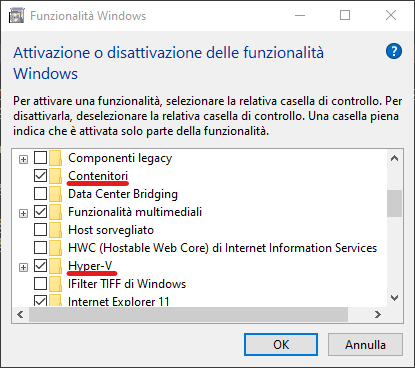 Funzionalità Windows
Attivazione o disattivazione delle funzionalità
Windows
?
Per attivare una funzionalità, selezionare la relativa casella di controllo. Per
disattivarla, deselezionare la relativa casella di controllo. Una casella piena
indica che è attivata solo parte della funzionalità.
Componenti legacy
Contenitori
Data Center Bridging
Funzionalità multimediali
Host sorvegliato
HWC (Hostable Web Core) di Internet Information Services
Hyper-V
IFilter TIFF di Windows
Internet Explorer 11
OK
Annulla